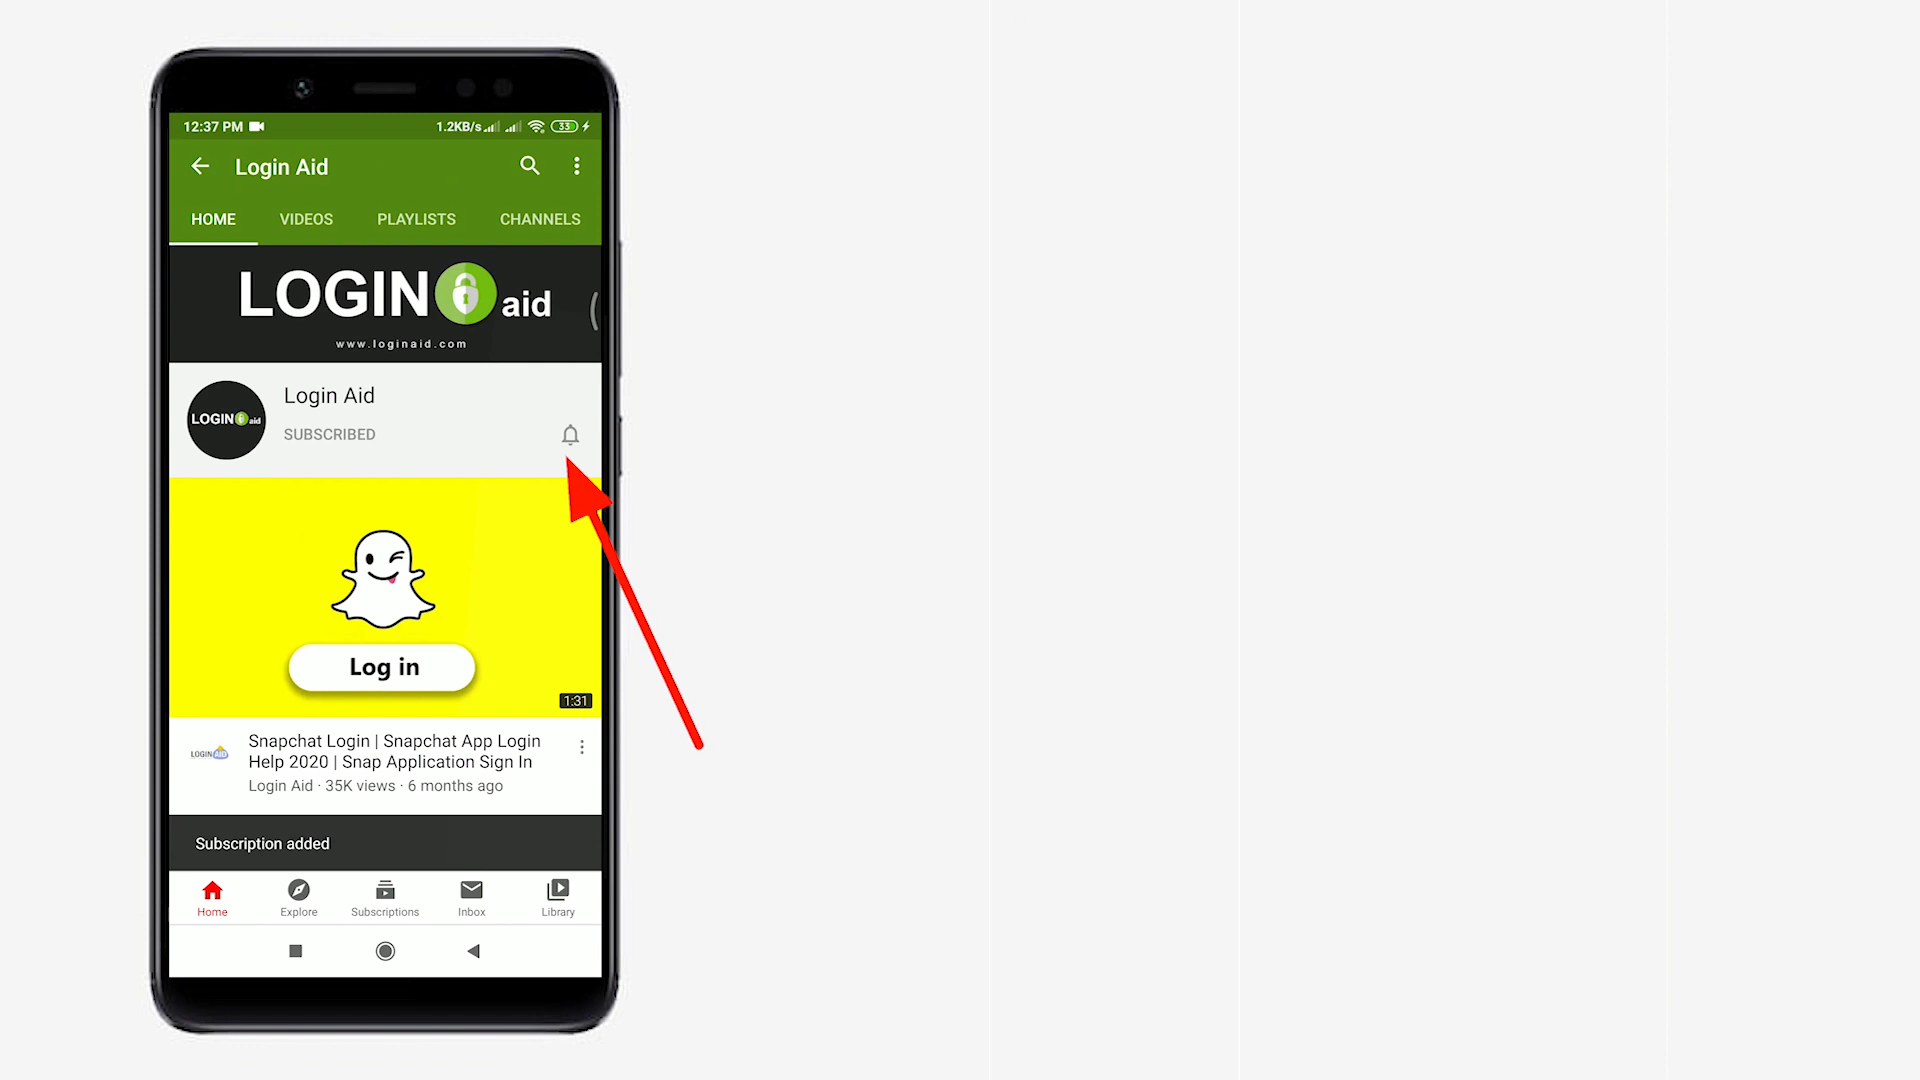 12:37 PM 1.2KB/s 33
Login Aid
HOME VIDEOS PLAYLISTS CHANNELS
LOGIN aid
www.loginaid.com
Login Aid
LOGIN aid
SUBSCRIBED
Log in
1:31
Snapchat Login | Snapchat App Login
LOGIN AID
Help 2020 | Snap Application Sign In
Login Aid · 35K views · 6 months ago
Subscription added
Home Explore Subscriptions Inbox Library